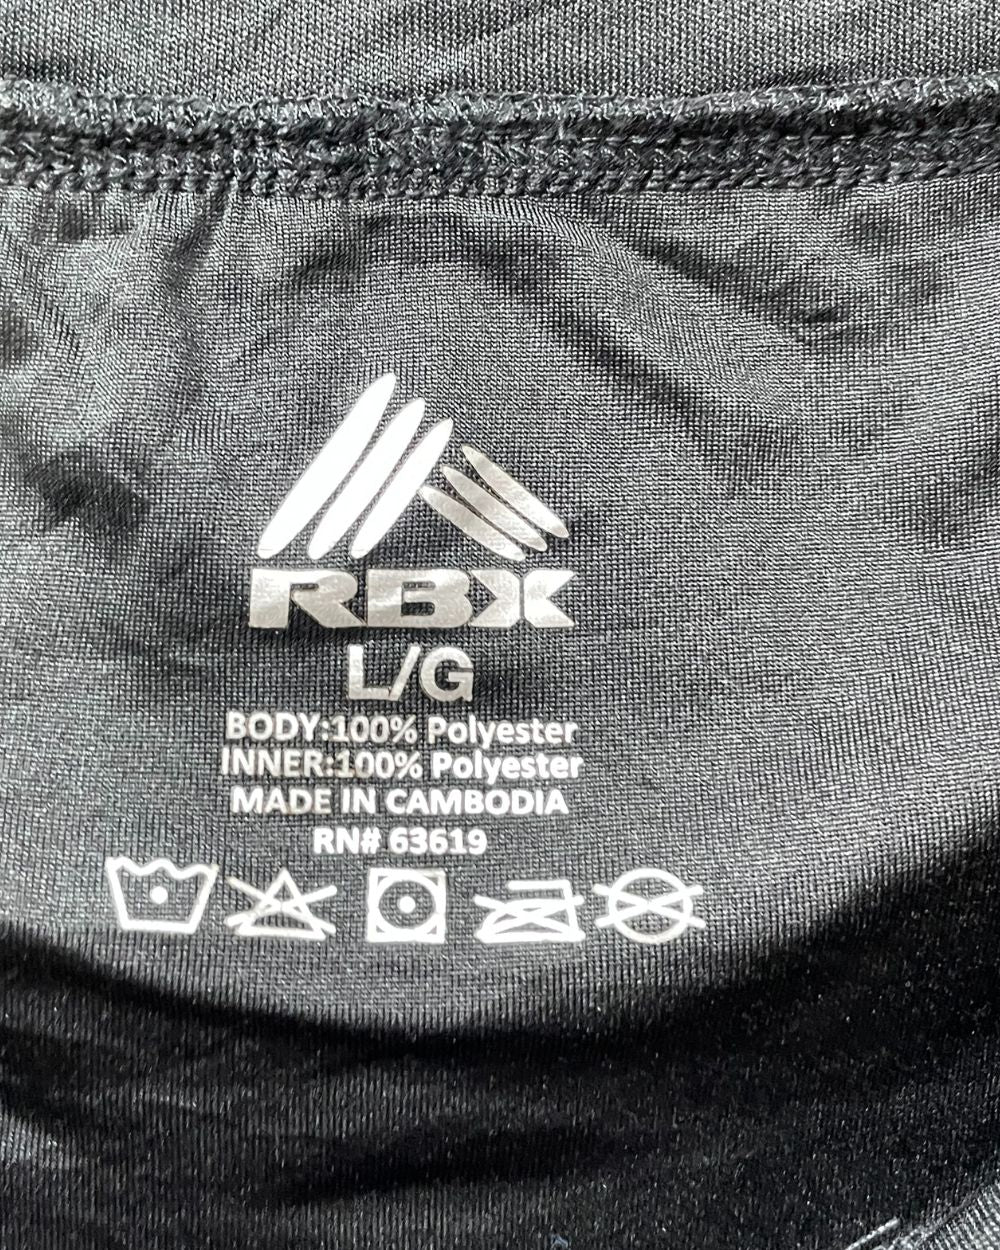 RBX
L/G
BODY:100% Polyester
INNER:100% Polyester
MADE IN CAMBODIA
RN# 63619